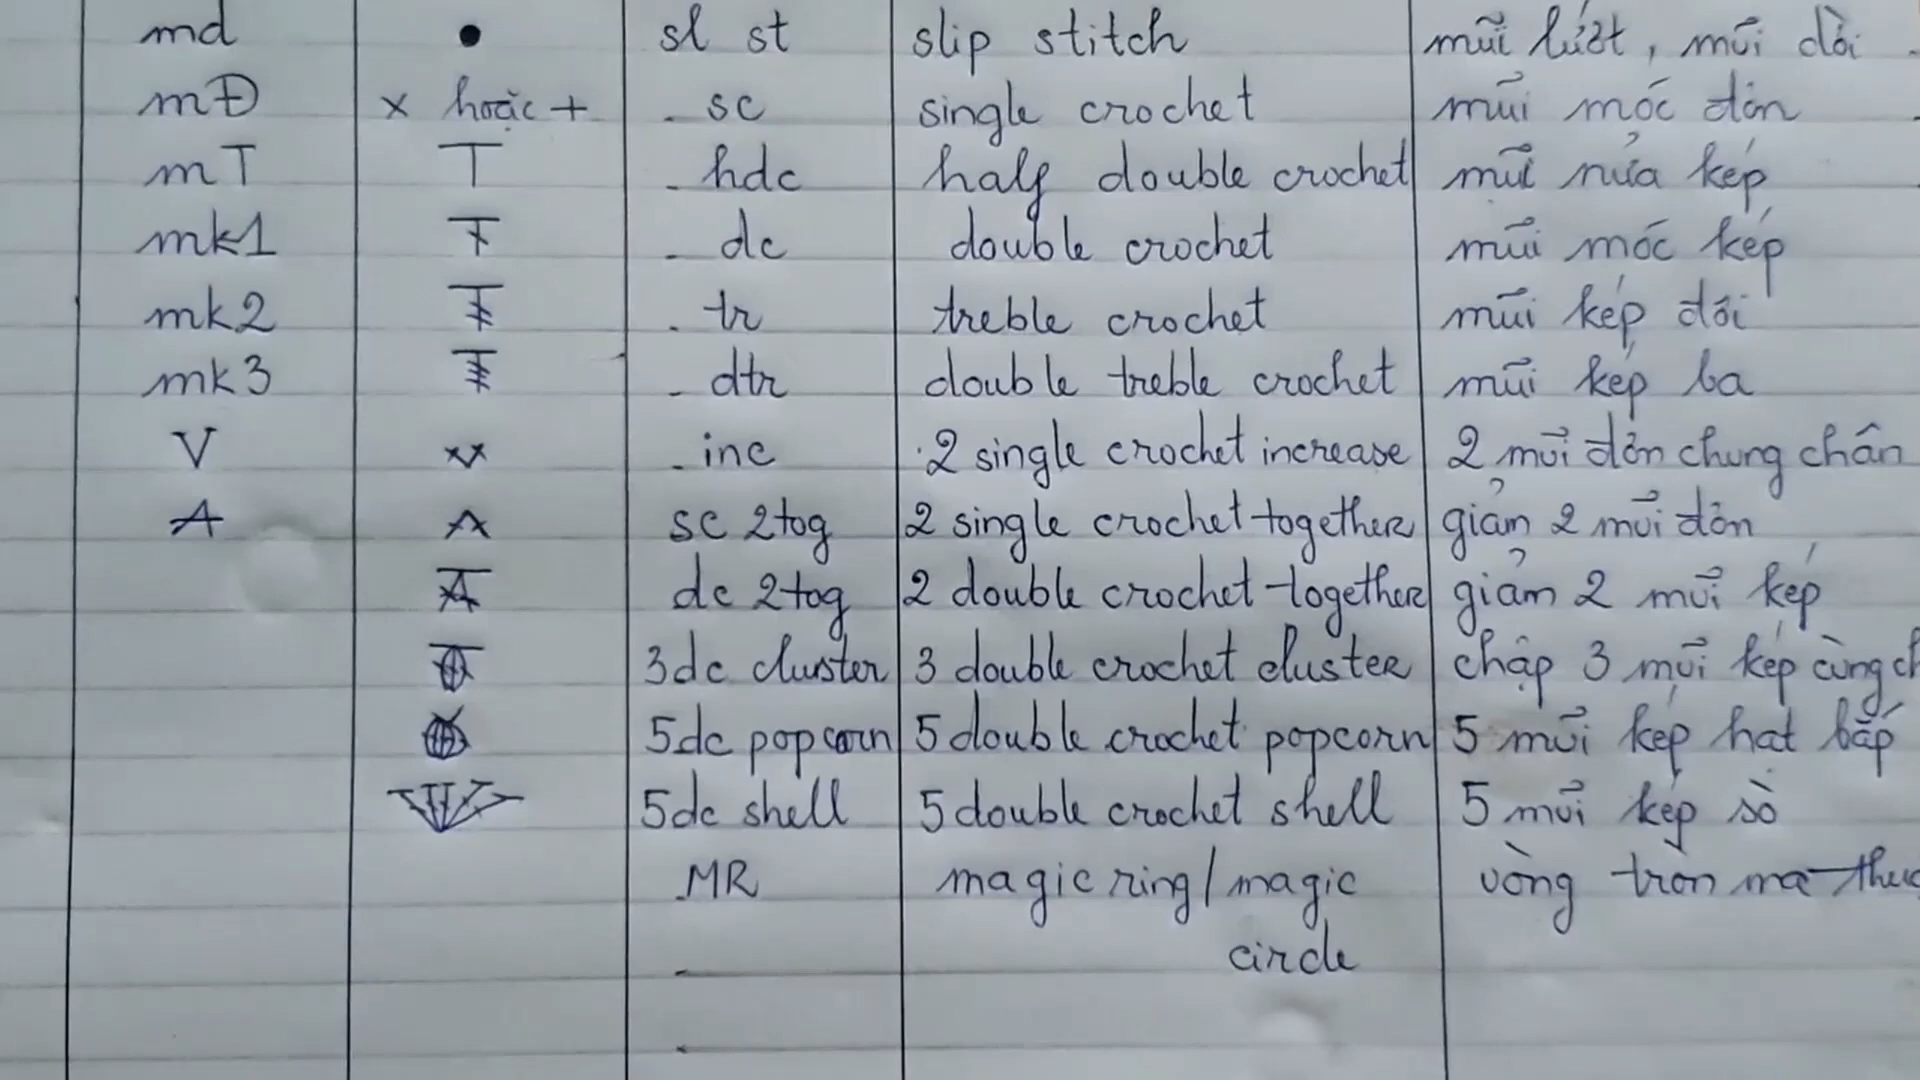 md ● sl st slip stitch mũi lướt, mũi dời
mĐ x hoặc + sc single crochet mũi móc đơn
mT T hdc half double crochet mũi nửa kép
mk1 dc double crochet mũi móc kép
mk2 tr treble crochet mũi kép đôi
mk3 dtr double treble crochet mũi kép ba
V inc 2 single crochet increase 2 mũi đơn chung chân
A sc 2tog 2 single crochet together giảm 2 mũi đơn
dc 2tog 2 double crochet together giảm 2 mũi kép
3dc cluster 3 double crochet cluster chập 3 mũi kép cùng ch
5dc popcorn 5 double crochet popcorn 5 mũi kép hạt bắp
5dc shell 5 double crochet shell 5 mũi kép sò
MR magic ring/magic vòng tròn ma thuậ
circle